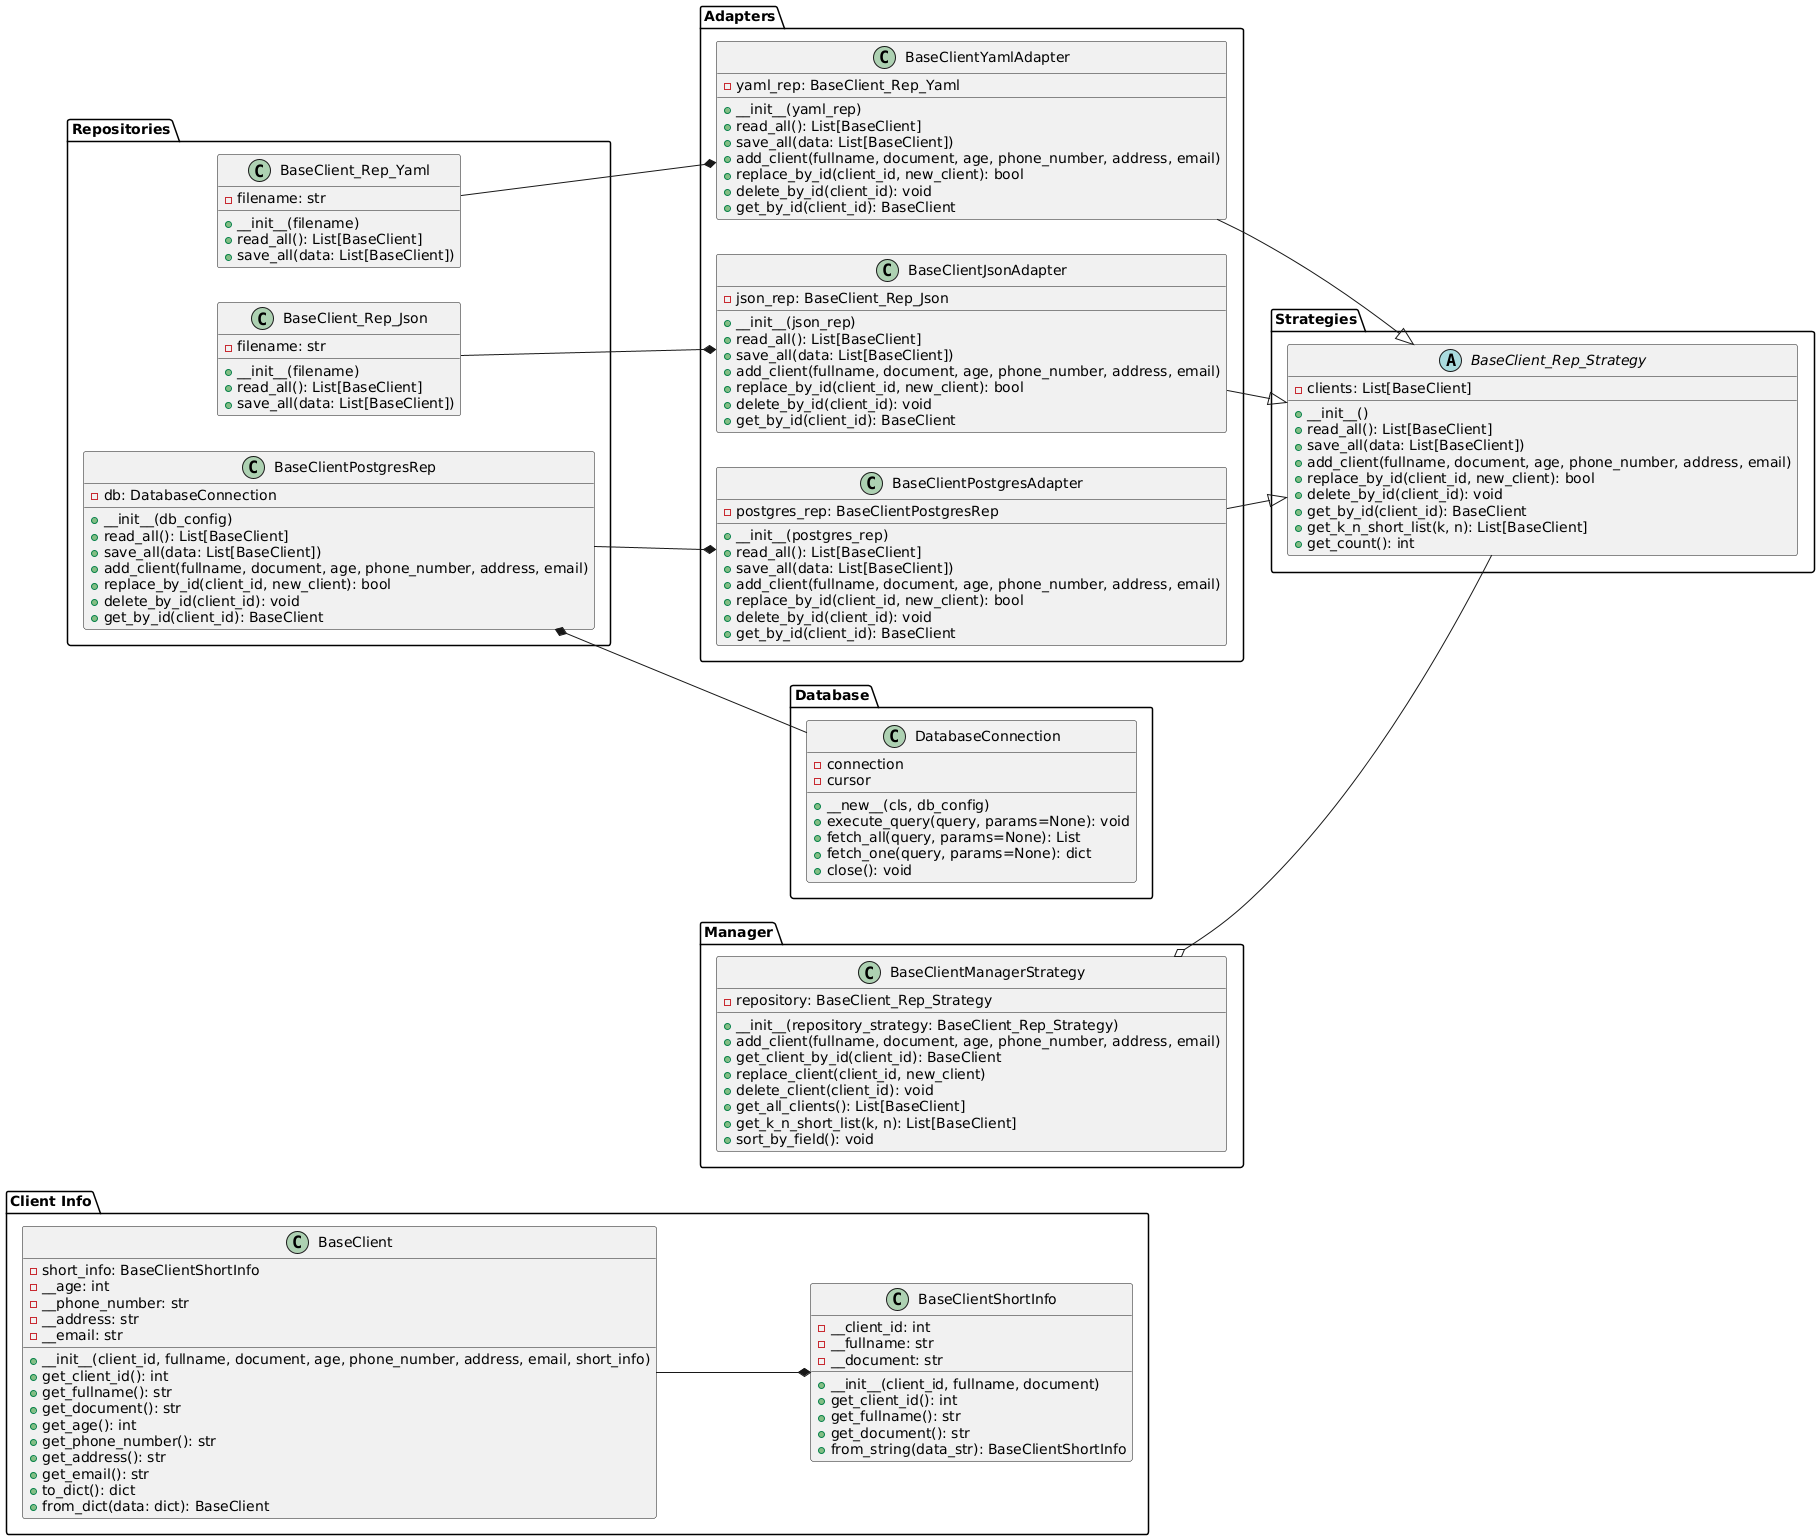 Adapters
C BaseClientYamlAdapter
yaml_rep: BaseClient_Rep_Yaml
__init__(yaml_rep)
read_all(): List[BaseClient]
save_all(data: List[BaseClient])
add_client(fullname, document, age, phone_number, address, email)
replace_by_id(client_id, new_client): bool
delete_by_id(client_id): void
get_by_id(client_id): BaseClient
C BaseClientJsonAdapter
json_rep: BaseClient_Rep_Json
__init__(json_rep)
read_all(): List[BaseClient]
save_all(data: List[BaseClient])
add_client(fullname, document, age, phone_number, address, email)
replace_by_id(client_id, new_client): bool
delete_by_id(client_id): void
get_by_id(client_id): BaseClient
C BaseClientPostgresAdapter
postgres_rep: BaseClientPostgresRep
__init__(postgres_rep)
read_all(): List[BaseClient]
save_all(data: List[BaseClient])
add_client(fullname, document, age, phone_number, address, email)
replace_by_id(client_id, new_client): bool
delete_by_id(client_id): void
get_by_id(client_id): BaseClient
Repositories
C BaseClient_Rep_Yaml
filename: str
__init__(filename)
read_all(): List[BaseClient]
save_all(data: List[BaseClient])
C BaseClient_Rep_Json
filename: str
__init__(filename)
read_all(): List[BaseClient]
save_all(data: List[BaseClient])
C BaseClientPostgresRep
db: DatabaseConnection
__init__(db_config)
read_all(): List[BaseClient]
save_all(data: List[BaseClient])
add_client(fullname, document, age, phone_number, address, email)
replace_by_id(client_id, new_client): bool
delete_by_id(client_id): void
get_by_id(client_id): BaseClient
Strategies
A BaseClient_Rep_Strategy
clients: List[BaseClient]
__init__()
read_all(): List[BaseClient]
save_all(data: List[BaseClient])
add_client(fullname, document, age, phone_number, address, email)
replace_by_id(client_id, new_client): bool
delete_by_id(client_id): void
get_by_id(client_id): BaseClient
get_k_n_short_list(k, n): List[BaseClient]
get_count(): int
Database
C DatabaseConnection
connection
cursor
__new__(cls, db_config)
execute_query(query, params=None): void
fetch_all(query, params=None): List
fetch_one(query, params=None): dict
close(): void
Manager
C BaseClientManagerStrategy
repository: BaseClient_Rep_Strategy
__init__(repository_strategy: BaseClient_Rep_Strategy)
add_client(fullname, document, age, phone_number, address, email)
get_client_by_id(client_id): BaseClient
replace_client(client_id, new_client)
delete_client(client_id): void
get_all_clients(): List[BaseClient]
get_k_n_short_list(k, n): List[BaseClient]
sort_by_field(): void
Client Info
C BaseClient
short_info: BaseClientShortInfo
__age: int
__phone_number: str
__address: str
__email: str
__init__(client_id, fullname, document, age, phone_number, address, email, short_info)
get_client_id(): int
get_fullname(): str
get_document(): str
get_age(): int
get_phone_number(): str
get_address(): str
get_email(): str
to_dict(): dict
from_dict(data: dict): BaseClient
C BaseClientShortInfo
__client_id: int
__fullname: str
__document: str
__init__(client_id, fullname, document)
get_client_id(): int
get_fullname(): str
get_document(): str
from_string(data_str): BaseClientShortInfo